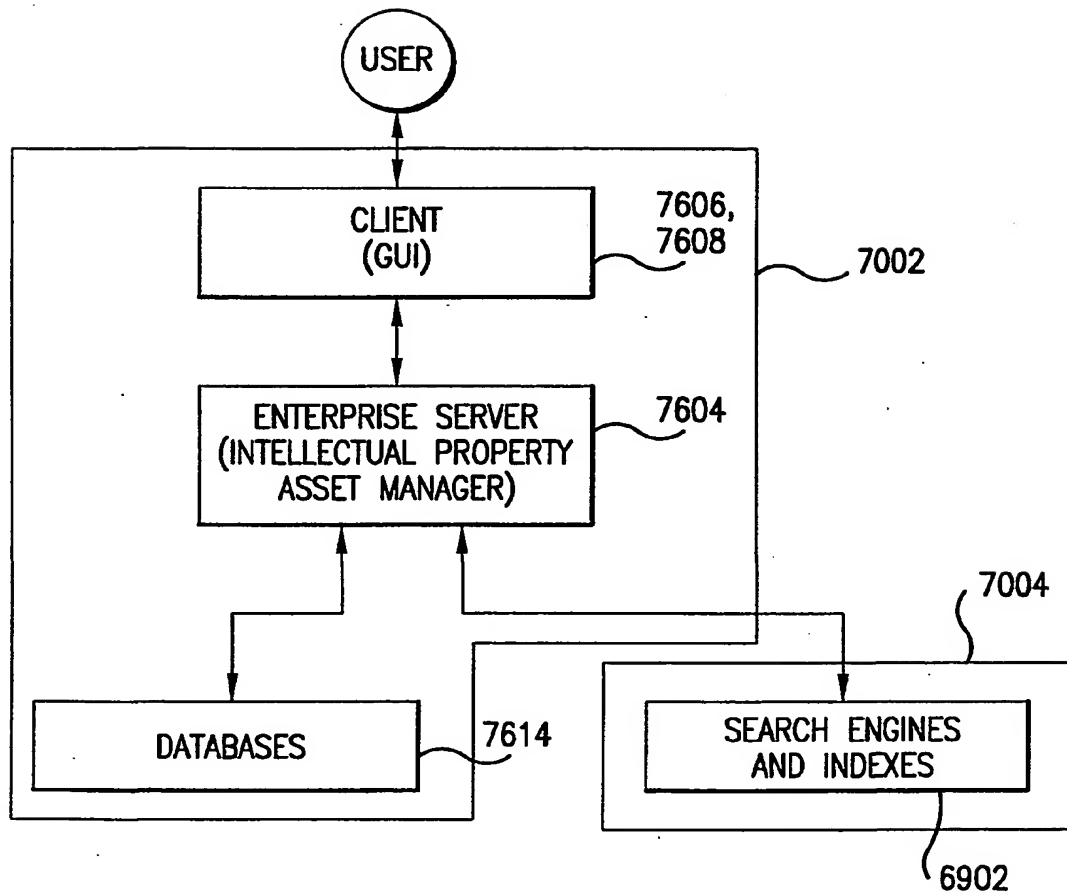 USER
CLIENT
(GUI)
7606,
7608
7002
ENTERPRISE SERVER
(INTELLECTUAL PROPERTY
ASSET MANAGER)
7604
7004
DATABASES
7614
SEARCH ENGINES
AND INDEXES
6902